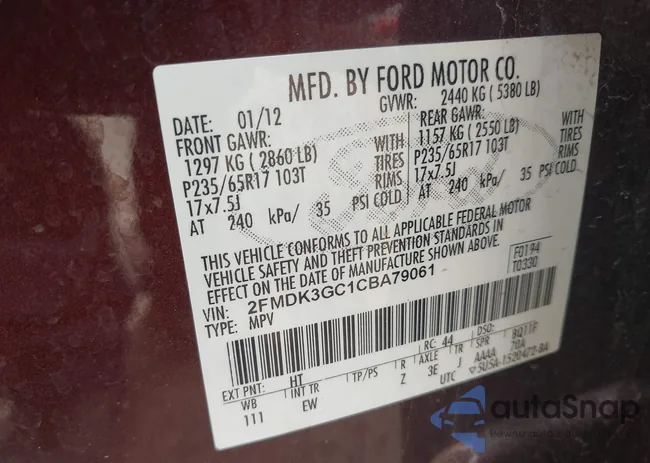 MFD. BY FORD MOTOR CO.
DATE: 01/12 GVWR: 2440 KG ( 5380 LB)
FRONT GAWR: REAR GAWR:
1297 KG ( 2860 LB) WITH 1157 KG ( 2550 LB) WITH
P235/65R17 103T TIRES P235/65R17 103T TIRES
17x7.5J RIMS 17x7.5J RIMS
AT 240 kPa/ 35 PSI COLD AT 240 kPa/ 35 PSI COLD
THIS VEHICLE CONFORMS TO ALL APPLICABLE FEDERAL MOTOR
VEHICLE SAFETY AND THEFT PREVENTION STANDARDS IN
EFFECT ON THE DATE OF MANUFACTURE SHOWN ABOVE.
VIN: 2FMDK3GC1CBA79061
TYPE: MPV
F0194
T0330
EXT PNT: HT RC: 44 DSO:
WB INT TR TP/PS R AXLE TR SPR
111 EW Z 3E J AAAA 70A
UTC
autaSnap